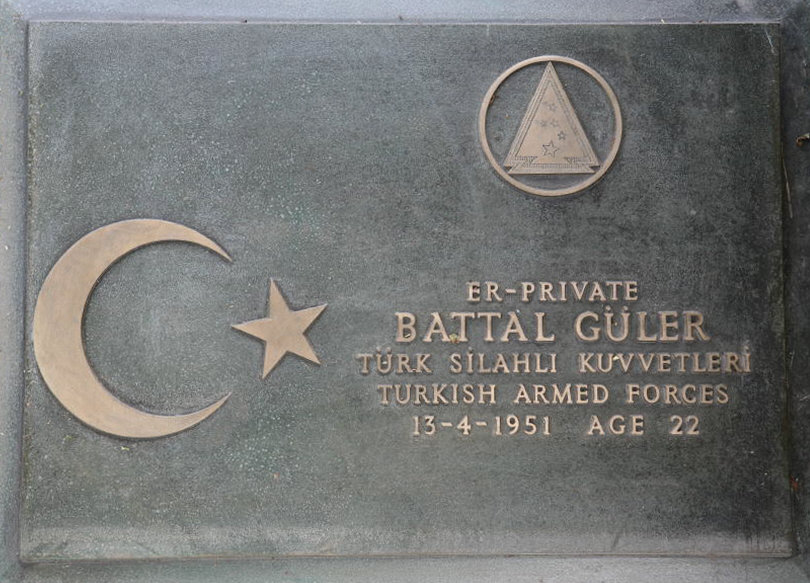 ER-PRIVATE
BATTAL GÜLER
TÜRK SİLAHLI KUVVETLERİ
TURKISH ARMED FORCES
13-4-1951 AGE 22